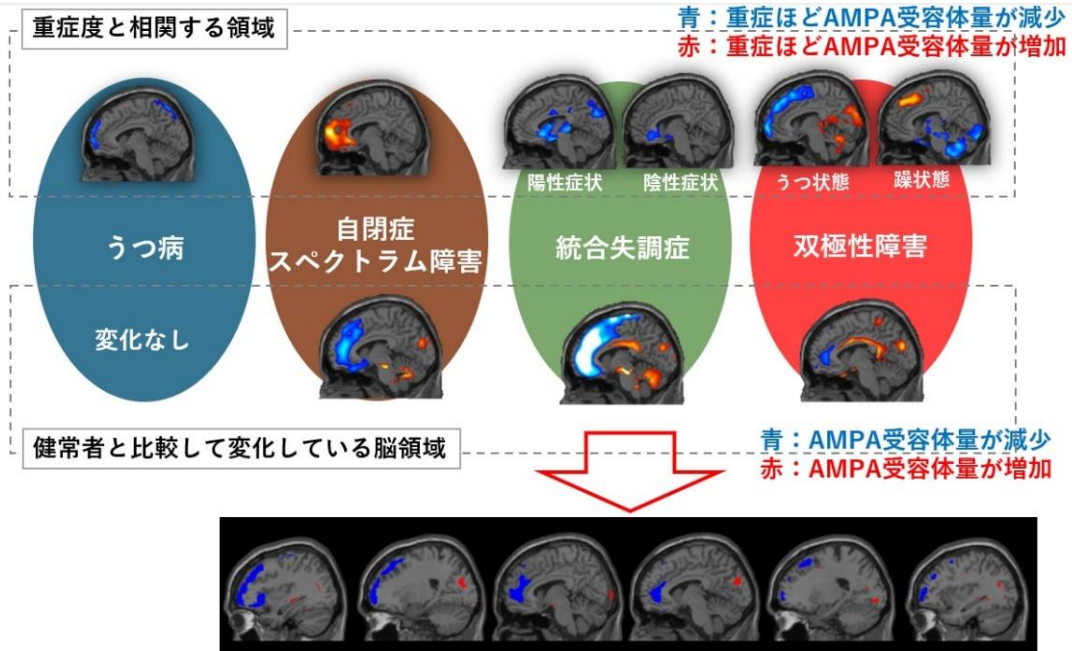 重症度と相関する領域
青：重症ほどAMPA受容体量が減少
赤：重症ほどAMPA受容体量が増加
陽性症状
陰性症状
うつ状態
躁状態
うつ病
自閉症
スペクトラム障害
統合失調症
双極性障害
変化なし
健常者と比較して変化している脳領域
青：AMPA受容体量が減少
赤：AMPA受容体量が増加